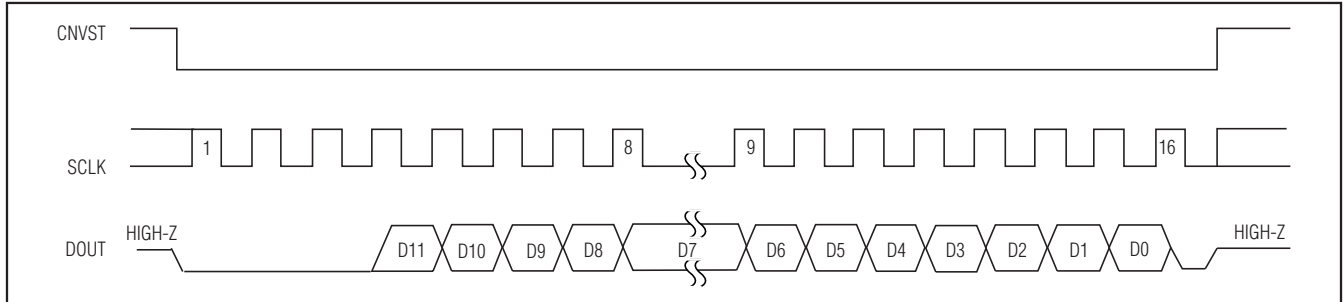 CNVST
1
8
9
16
SCLK
HIGH-Z
HIGH-Z
DOUT
D11
D10
D9
D8
D7
D6
D5
D4
D3
D2
D1
D0